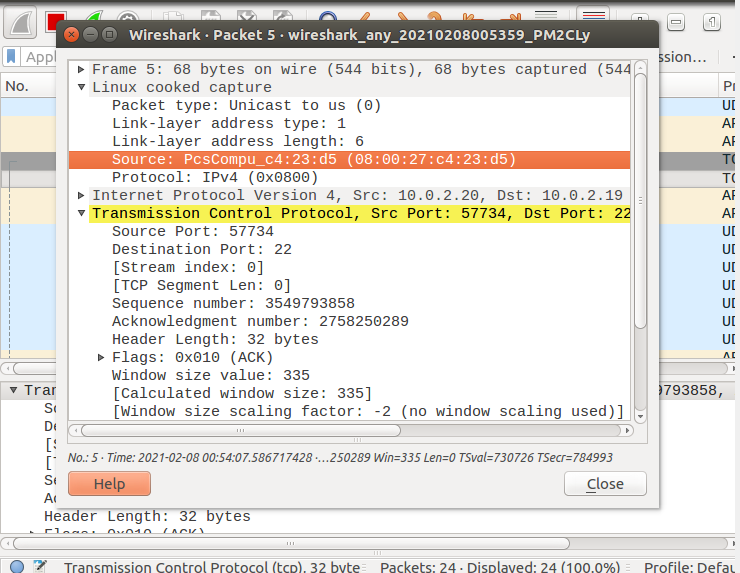 Wireshark · Packet 5 · wireshark_any_20210208005359_PM2CLy
Appl
ssion…
No.
Pr
Frame 5: 68 bytes on wire (544 bits), 68 bytes captured (544
Linux cooked capture
Packet type: Unicast to us (0)
Link-layer address type: 1
Link-layer address length: 6
Source: PcsCompu_c4:23:d5 (08:00:27:c4:23:d5)
Protocol: IPv4 (0x0800)
Internet Protocol Version 4, Src: 10.0.2.20, Dst: 10.0.2.19
Transmission Control Protocol, Src Port: 57734, Dst Port: 22
Source Port: 57734
Destination Port: 22
[Stream index: 0]
[TCP Segment Len: 0]
Sequence number: 3549793858
Acknowledgment number: 2758250289
Header Length: 32 bytes
Flags: 0x010 (ACK)
Window size value: 335
[Calculated window size: 335]
[Window size scaling factor: -2 (no window scaling used)]
UD
AR
AR
TC
TC
AR
AR
UD
UD
UD
UD
UD
UD
UD
AR
Tran
9793858,
No.: 5 · Time: 2021-02-08 00:54:07.586717428 ·…250289 Win=335 Len=0 TSval=730726 TSecr=784993
Help
Close
Header Length: 32 bytes
Flags: 0x010 (ACK)
Transmission Control Protocol (tcp), 32 byte
Packets: 24 · Displayed: 24 (100.0%)
Profile: Defau